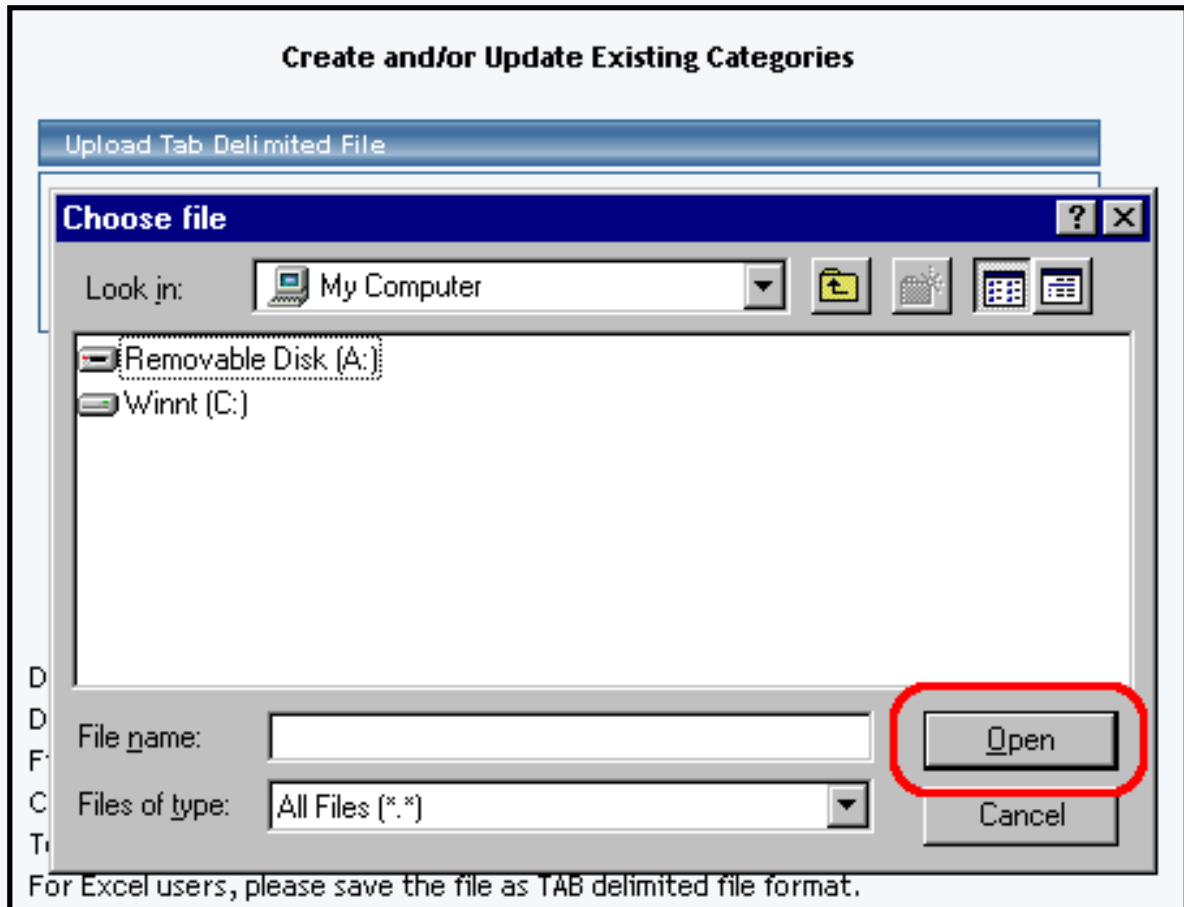 Create and/or Update Existing Categories
Upload Tab Delimited File
Choose file
Look in: My Computer
Removable Disk (A:)
Winnt (C:)
File name: Open
Files of type: All Files (*.*) Cancel
For Excel users, please save the file as TAB delimited file format.